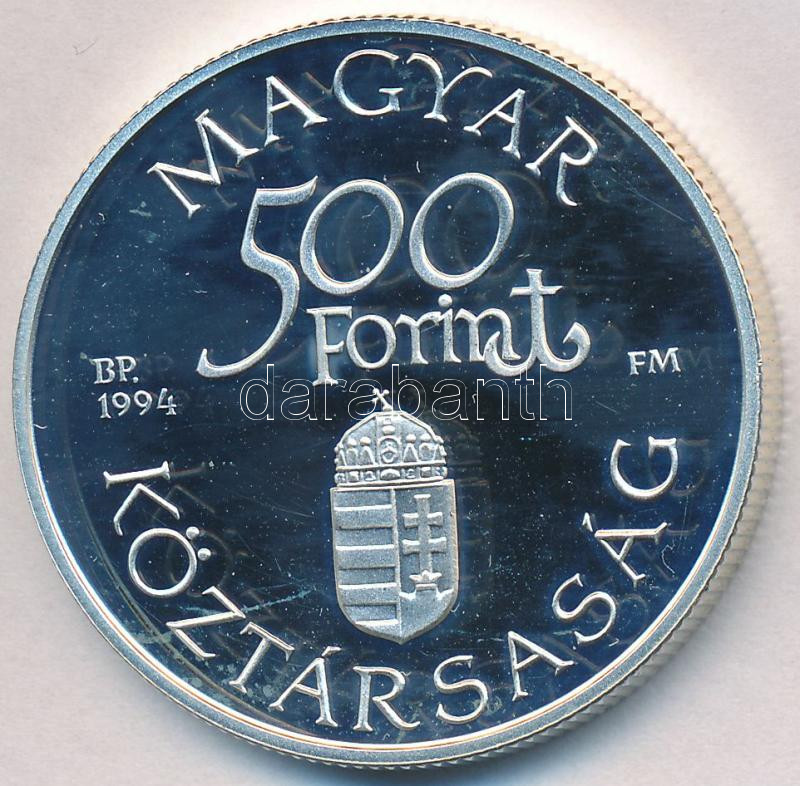 MAGYAR
500
Forint
BP.
1994
FM
darabanth
KÖZTÁRSASÁG